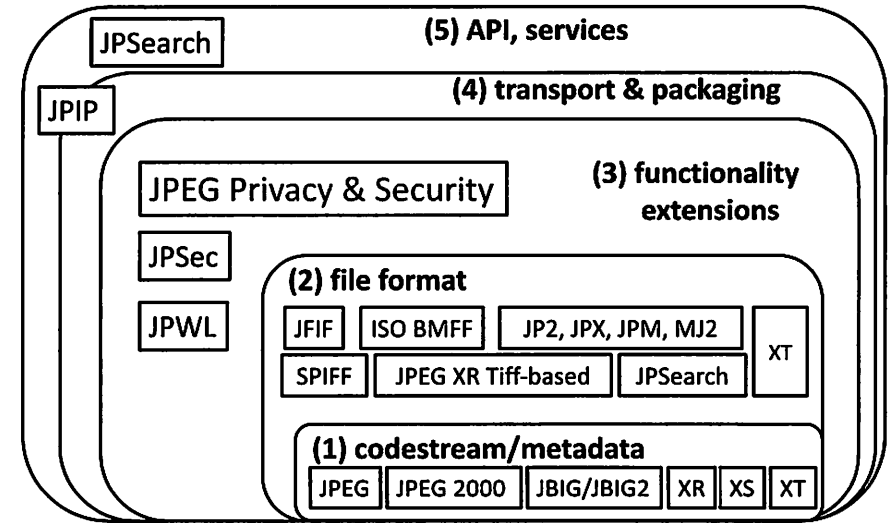 JPSearch
(5) API, services
JPIP
(4) transport & packaging
JPEG Privacy & Security
(3) functionality
extensions
JPSec
JPWL
(2) file format
JFIF
ISO BMFF
JP2, JPX, JPM, MJ2
XT
SPIFF
JPEG XR Tiff-based
JPSearch
(1) codestream/metadata
JPEG
JPEG 2000
JBIG/JBIG2
XR
XS
XT